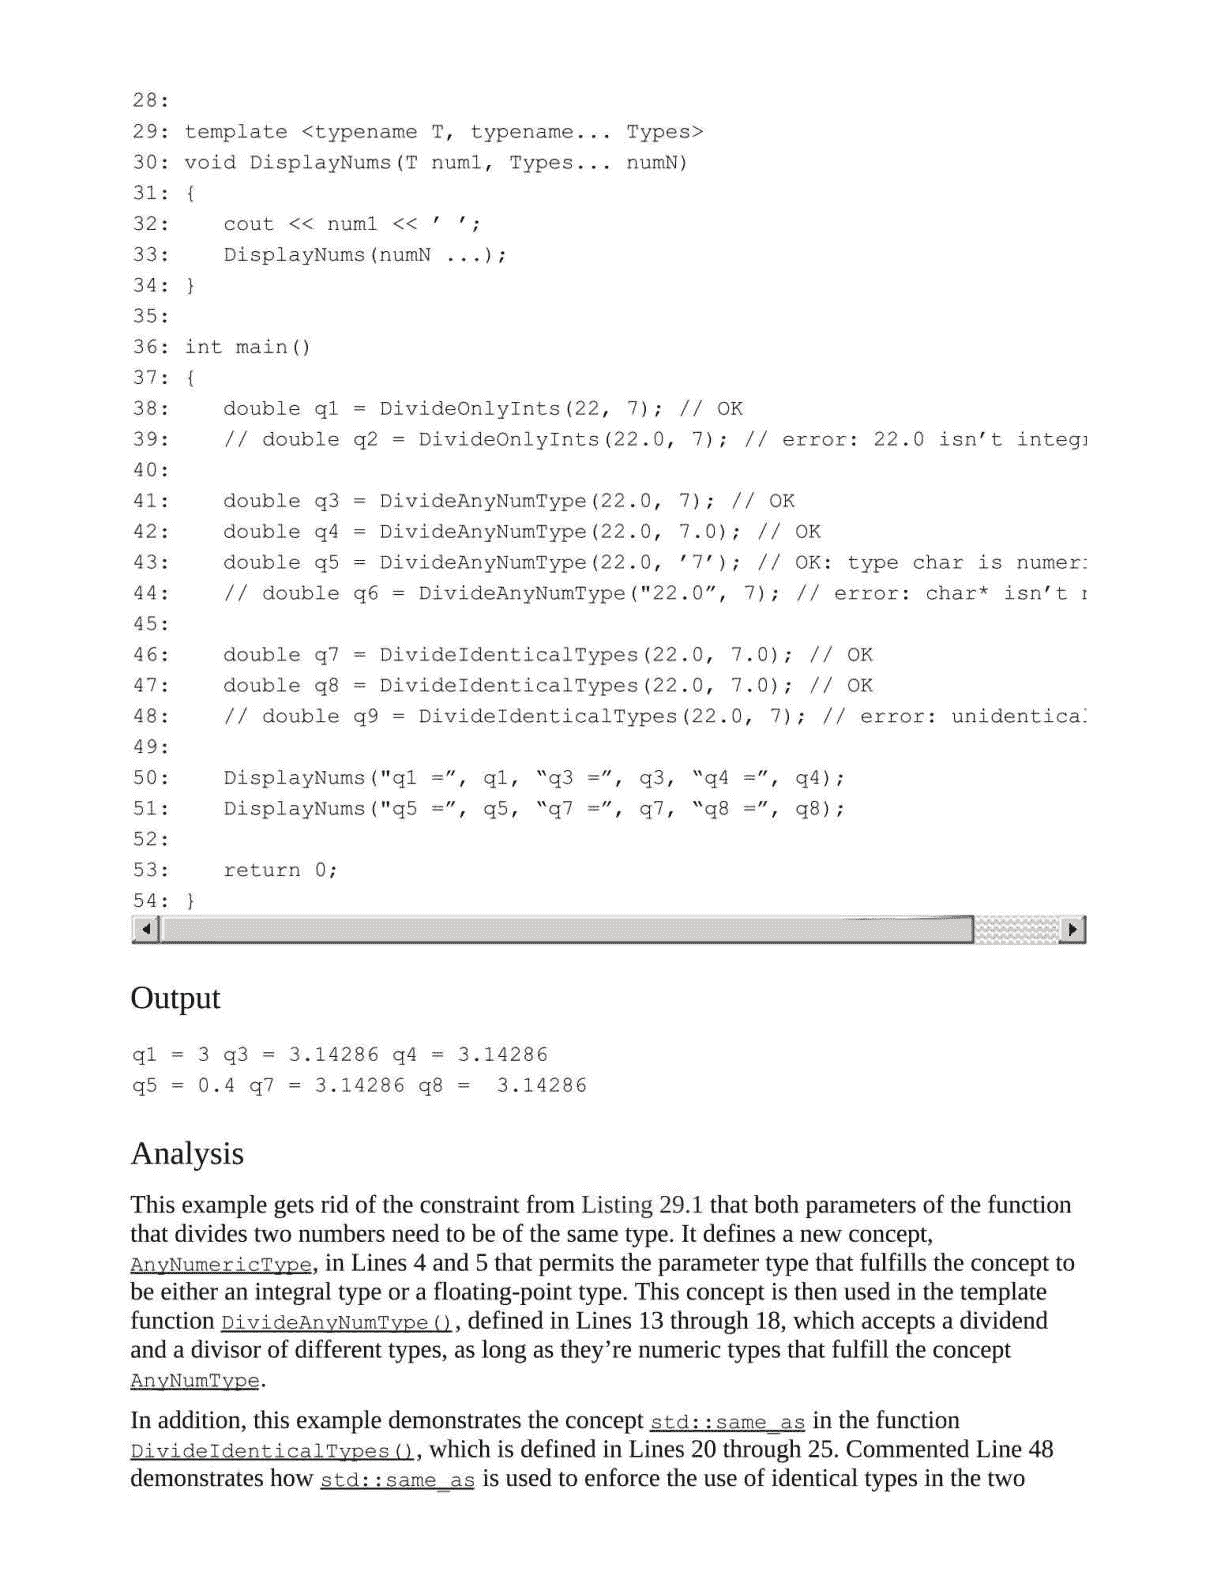 28:
29: template <typename T, typename... Types>
30: void DisplayNums(T num1, Types... numN)
31: {
32:    cout << num1 << ’ ’;
33:    DisplayNums(numN ...);
34: }
35:
36: int main()
37: {
38:    double q1 = DivideOnlyInts(22, 7); // OK
39:    // double q2 = DivideOnlyInts(22.0, 7); // error: 22.0 isn’t
40:
41:    double q3 = DivideAnyNumType(22.0, 7); // OK
42:    double q4 = DivideAnyNumType(22.0, 7.0); // OK
43:    double q5 = DivideAnyNumType(22.0, ’7’); // OK: type char is
44:    // double q6 = DivideAnyNumType("22.0”, 7); // error: char* isn’t
45:
46:    double q7 = DivideIdenticalTypes(22.0, 7.0); // OK
47:    double q8 = DivideIdenticalTypes(22.0, 7.0); // OK
48:    // double q9 = DivideIdenticalTypes(22.0, 7); // error:
49:
50:    DisplayNums("q1 =”, q1, “q3 =”, q3, “q4 =”, q4);
51:    DisplayNums("q5 =”, q5, “q7 =”, q7, “q8 =”, q8);
52:
53:    return 0;
54: }
Output
q1 = 3 q3 = 3.14286 q4 = 3.14286
q5 = 0.4 q7 = 3.14286 q8 =  3.14286
Analysis
This example gets rid of the constraint from Listing 29.1 that both parameters of the function
that divides two numbers need to be of the same type. It defines a new concept,
AnyNumericType, in Lines 4 and 5 that permits the parameter type that fulfills the concept to
be either an integral type or a floating-point type. This concept is then used in the template
function DivideAnyNumType(), defined in Lines 13 through 18, which accepts a dividend
and a divisor of different types, as long as they’re numeric types that fulfill the concept
AnyNumType.
In addition, this example demonstrates the concept std::same_as in the function
DivideIdenticalTypes(), which is defined in Lines 20 through 25. Commented Line 48
demonstrates how std::same_as is used to enforce the use of identical types in the two